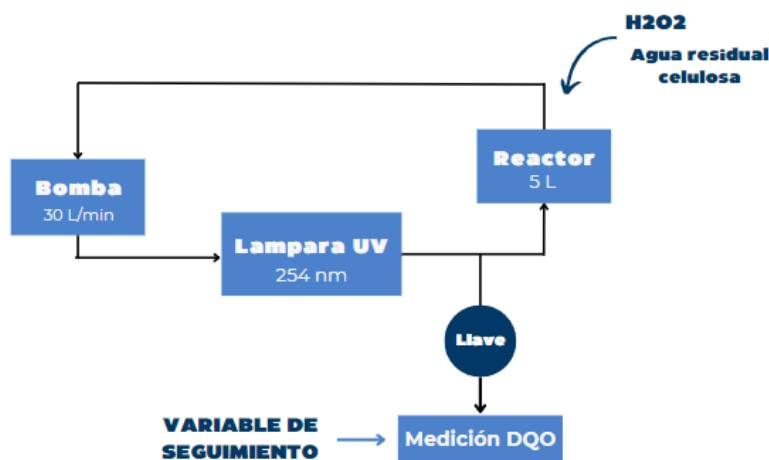 H2O2
Agua residual
celulosa
Reactor
5 L
Bomba
30 L/min
Lampara UV
254 nm
Llave
VARIABLE DE
SEGUIMIENTO
Medición DQO